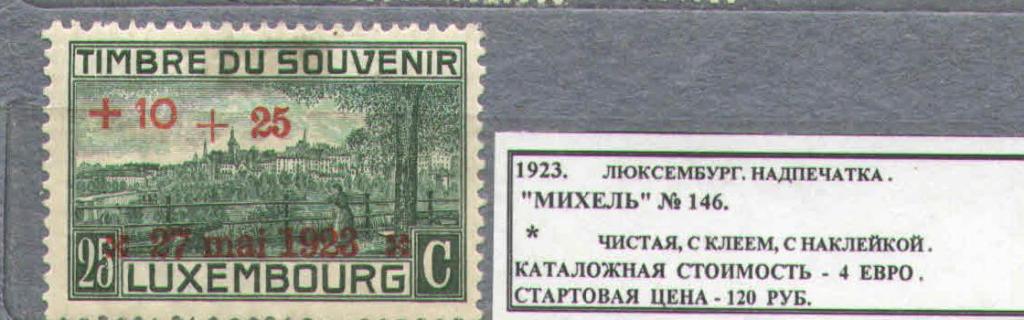 TIMBRE DU SOUVENIR
+ 10 + 25
* 27 mai 1923 *
25 LUXEMBOURG C
1923. ЛЮКСЕМБУРГ. НАДПЕЧАТКА.
"МИХЕЛЬ" № 146.
* ЧИСТАЯ, С КЛЕЕМ, С НАКЛЕЙКОЙ.
КАТАЛОЖНАЯ СТОИМОСТЬ - 4 ЕВРО.
СТАРТОВАЯ ЦЕНА - 120 РУБ.